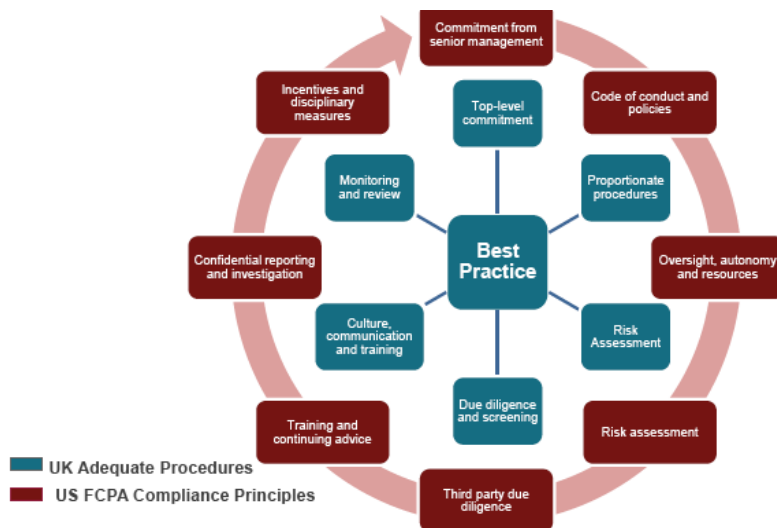 Commitment from
senior management
Incentives and
disciplinary
measures
Code of conduct and
policies
Top-level
commitment
Monitoring
and review
Proportionate
procedures
Best
Practice
Confidential reporting
and investigation
Oversight, autonomy
and resources
Culture,
communication
and training
Risk
Assessment
Due diligence
and screening
Training and
continuing advice
Risk assessment
Third party due
diligence
UK Adequate Procedures
US FCPA Compliance Principles